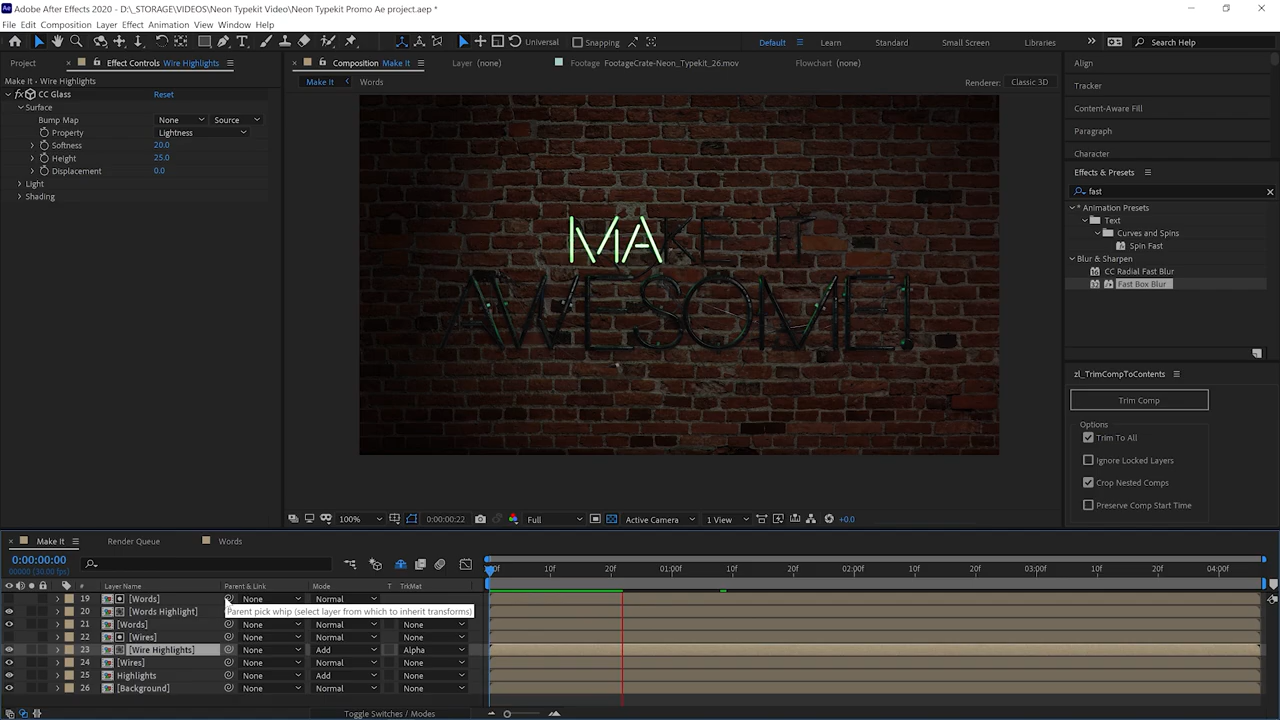 Adobe After Effects 2020 - D:\_STORAGE\VIDEOS\Neon Typekit Video\Neon Typekit Promo Ae project.aep *
File Edit Composition Layer Effect Animation View Window Help
Universal Snapping Default Learn Standard Small Screen Libraries Search Help
Project Effect Controls Wire Highlights Composition Make It Layer (none) Footage FootageCrate-Neon_Typekit_26.mov Flowchart (none) Align
Make It • Wire Highlights Make It Words Renderer: Classic 3D
Tracker
fx CC Glass Reset
Surface
Content-Aware Fill
Bump Map None Source
Property Lightness
Paragraph
Softness 20.0
Height 25.0
Character
Displacement 0.0
Effects & Presets
Light
fast
Shading
* Animation Presets
Text
Curves and Spins
Spin Fast
Blur & Sharpen
CC Radial Fast Blur
Fast Box Blur
MAKE IT
AWESOME!
zl_TrimCompToContents
Trim Comp
Options
Trim To All
Ignore Locked Layers
Crop Nested Comps
Preserve Comp Start Time
100% 0:00:00:22 Full Active Camera 1 View +0.0
Make It Render Queue Words
0:00:00:00
00f 10f 20f 01:00f 10f 20f 02:00f 10f 20f 03:00f 10f 20f 04:00f
# Layer Name Parent & Link Mode T TrkMat
19 [Words] None Normal
20 [Words Highlight] Parent pick whip (select layer from which to inherit transforms)
21 [Words] None Normal None
22 [Wires] None Normal None
23 [Wire Highlights] None Add Alpha
24 [Wires] None Normal None
25 Highlights None Add None
26 [Background] None Normal None
Toggle Switches / Modes